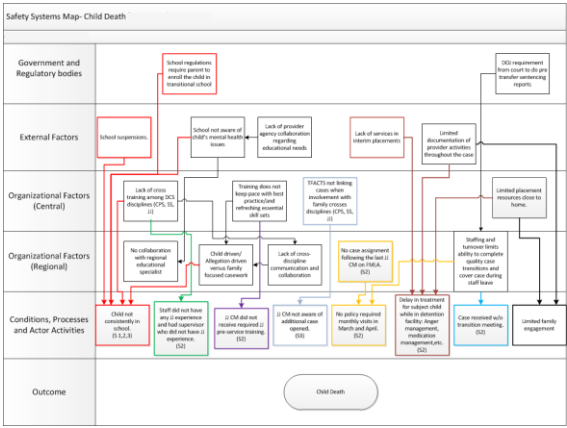 Safety Systems Map- Child Death
Government and
Regulatory bodies
School regulations
require parent to
enroll the child in
transitional school
DOJ requirement
from court to do pre
transfer sentencing
reports.
External Factors
School suspensions.
School not aware of
child's mental health
issues
Lack of provider
agency collaboration
regarding
educational needs
Lack of services in
interim placements
Limited
documentation of
provider activities
throughout the case
Organizational Factors
(Central)
Lack of cross
training among DCS
disciplines (CPS, SS,
JJ)
Training does not
keep pace with best
practice/and
refreshing essential
skill sets
TFACTS not linking
cases when
involvement with
family crosses
disciplines (CPS, SS,
JJ)
Limited placement
resources close to
home.
Organizational Factors
(Regional)
No collaboration
with regional
educational
specialist
Child driven/
Allegation driven
versus family
focused casework
Lack of cross-
discipline
communication and
collaboration
No case assignment
following the last JJ
CM on FMLA.
(S2)
Staffing and
turnover limits
ability to complete
quality case
transitions and
cover case during
staff leave
Conditions, Processes
and Actor Activities
Child not
consistently in
school.
(S 1,2,3)
Staff did not have
any JJ experience
and had supervisor
who did not have JJ
experience.
(S2)
JJ CM did not
receive required JJ
pre-service training.
(S2)
JJ CM not aware of
additional case
opened.
(S3)
No policy required
monthly visits in
March and April.
(S2)
Delay in treatment
for subject child
while in detention
facility: Anger
management,
medication
management,etc.
(S2)
Case received w/o
transition meeting.
(S2)
Limited family
engagement
Outcome
Child Death